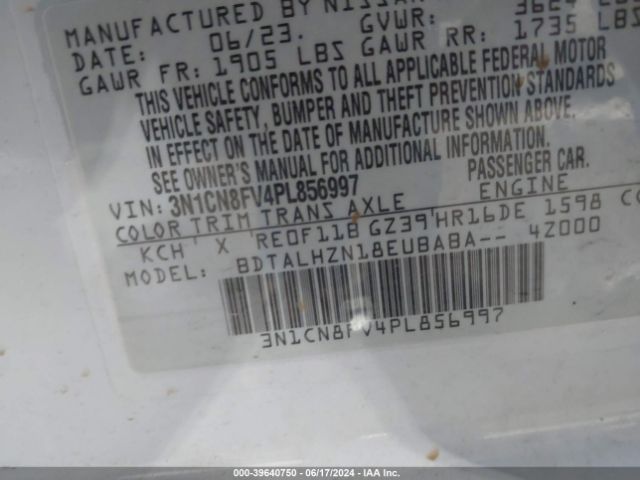 MANUFACTURED BY NISSAN
DATE: 06/23. GVWR: 3624
GAWR FR: 1905 LBS GAWR RR: 1735 LBS
THIS VEHICLE CONFORMS TO ALL APPLICABLE FEDERAL MOTOR
VEHICLE SAFETY, BUMPER AND THEFT PREVENTION STANDARDS
IN EFFECT ON THE DATE OF MANUFACTURE SHOWN ABOVE.
SEE OWNER'S MANUAL FOR ADDITIONAL INFORMATION.
VIN: 3N1CN8FV4PL856997 PASSENGER CAR.
COLOR TRIM TRANS AXLE ENGINE
KCH X RE0F11B GZ39 HR16DE 1598 CC
MODEL: BDTALHZN18EUBABA-- 4Z000
3N1CN8FV4PL856997
000-39640750 - 06/17/2024 - IAA Inc.